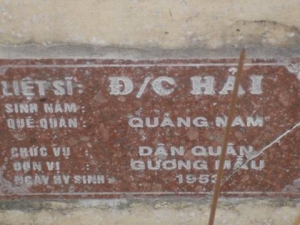 LIỆT SĨ : Đ/C HẢI
SINH NĂM :
QUÊ QUÁN : QUẢNG NAM
CHỨC VỤ : DÂN QUÂN
ĐƠN VỊ : GƯƠNG MẪU
NGÀY HY SINH : 1953